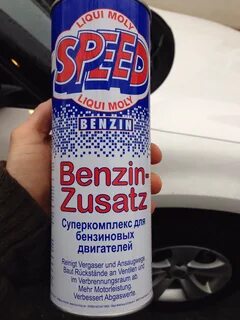 LIQUI MOLY
SPEED
LIQUI MOLY
BENZIN
Benzin-
Zusatz
Суперкомплекс для
бензиновых
двигателей
Reinigt Vergaser und Ansaugwege.
Baut Rückstände an Ventilen und
im Verbrennungsraum ab.
Mehr Motorleistung.
Verbessert Abgaswerte.